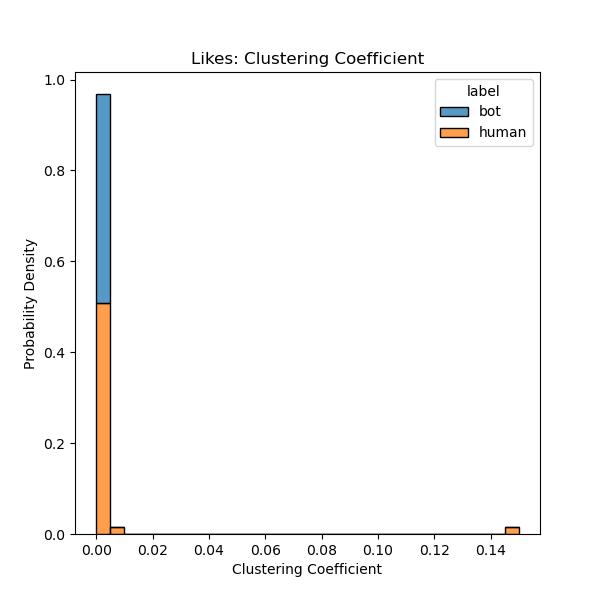 Likes: Clustering Coefficient
label
bot
human
1.0
0.8
0.6
0.4
0.2
0.0
Probability Density
0.00 0.02 0.04 0.06 0.08 0.10 0.12 0.14
Clustering Coefficient